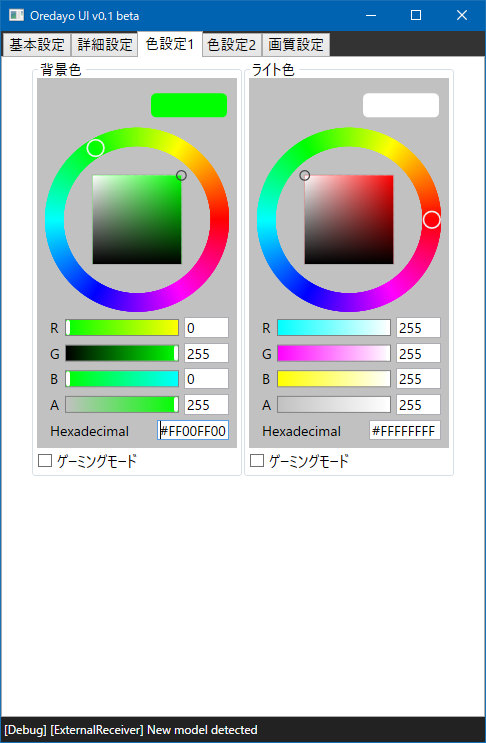 Oredayo UI v0.1 beta
基本設定 詳細設定 色設定1 色設定2 画質設定
背景色
R 0
G 255
B 0
A 255
Hexadecimal #FF00FF00
ゲーミングモード
ライト色
R 255
G 255
B 255
A 255
Hexadecimal #FFFFFFFF
ゲーミングモード
[Debug] [ExternalReceiver] New model detected